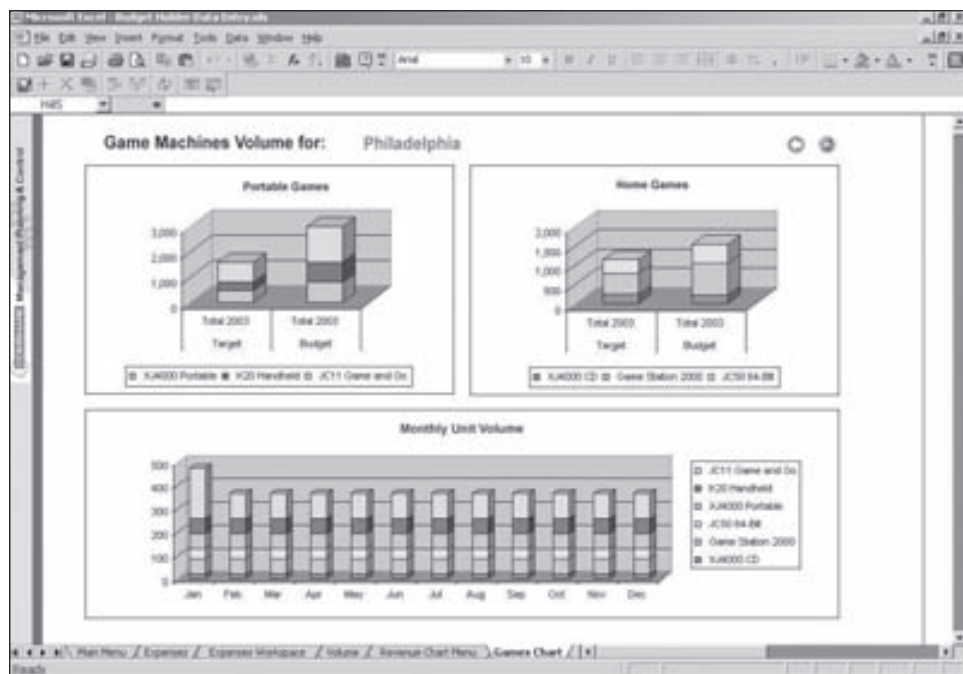 Microsoft Excel - Budget Holder Data Entry.xls
File Edit View Insert Format Tools Data Window Help
Arial
10
H45
Management Planning & Control
Game Machines Volume for: Philadelphia
Portable Games
3,000
2,000
1,000
0
Total 2003 Total 2003
Target Budget
XJ4000 Portable K20 Handheld JC11 Game and Go
Home Games
2,000
1,500
1,000
500
0
Total 2003 Total 2003
Target Budget
XJ4000 CD Game Station 2000 JC50 64-Bit
Monthly Unit Volume
500
400
300
200
100
0
Jan Feb Mar Apr May Jun Jul Aug Sep Oct Nov Dec
JC11 Game and Go
K20 Handheld
XJ4000 Portable
JC50 64-Bit
Game Station 2000
XJ4000 CD
Main Menu / Expenses / Expenses Workspace / Volume / Revenue Chart Menu \ Games Chart /
Ready